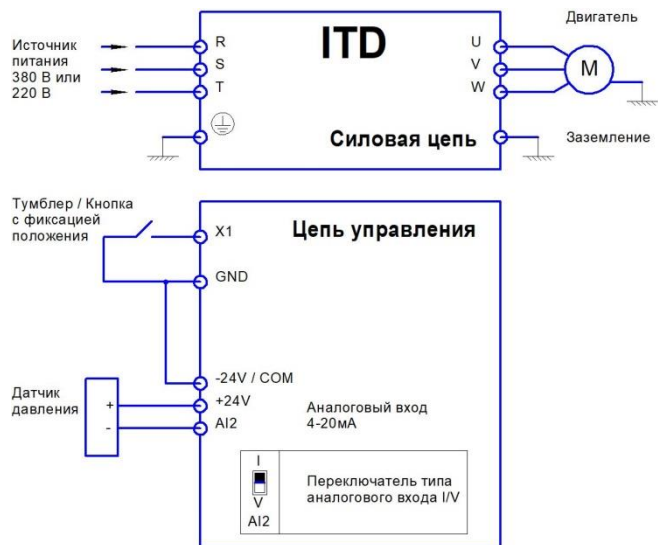 Источник
питания
380 В или
220 В
R
S
T
ITD
U
V
W
Двигатель
M
Силовая цепь
Заземление
Тумблер / Кнопка
с фиксацией
положения
X1
Цепь управления
GND
-24V / COM
Датчик
давления
+
-
+24V
AI2
Аналоговый вход
4-20мА
I
V
AI2
Переключатель типа
аналогового входа I/V